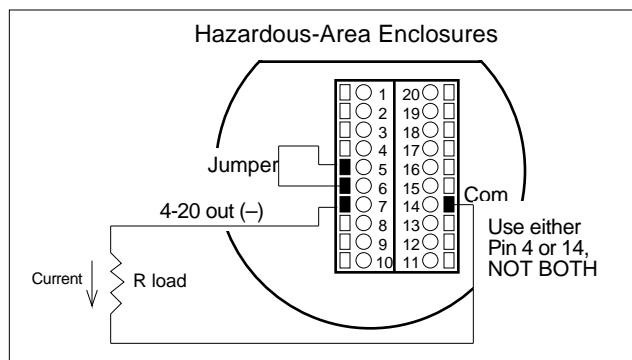 Hazardous-Area Enclosures
1 20
2 19
3 18
4 17
Jumper
5 16
6 15
Com
4-20 out (–)
7 14
8 13
9 12
10 11
Use either
Pin 4 or 14,
NOT BOTH
Current
R load